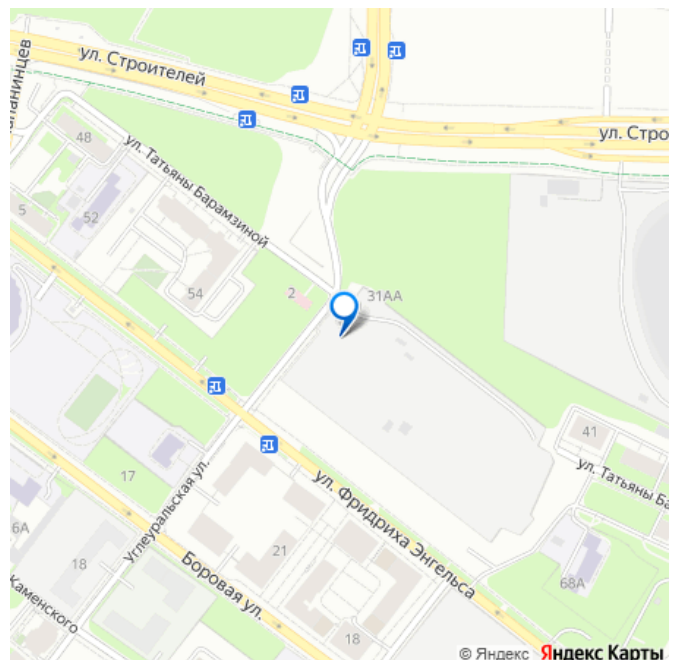 ул. Строителей
ул. Стро
48
ул. Татьяны Барамзиной
5
52
54
2
31АА
41
ул. Татьяны Ба
17
ул. Фридриха Энгельса
Углеуральская ул.
6А
18
21
Боровая ул.
68А
Каменского
18
© Яндекс Яндекс Карты